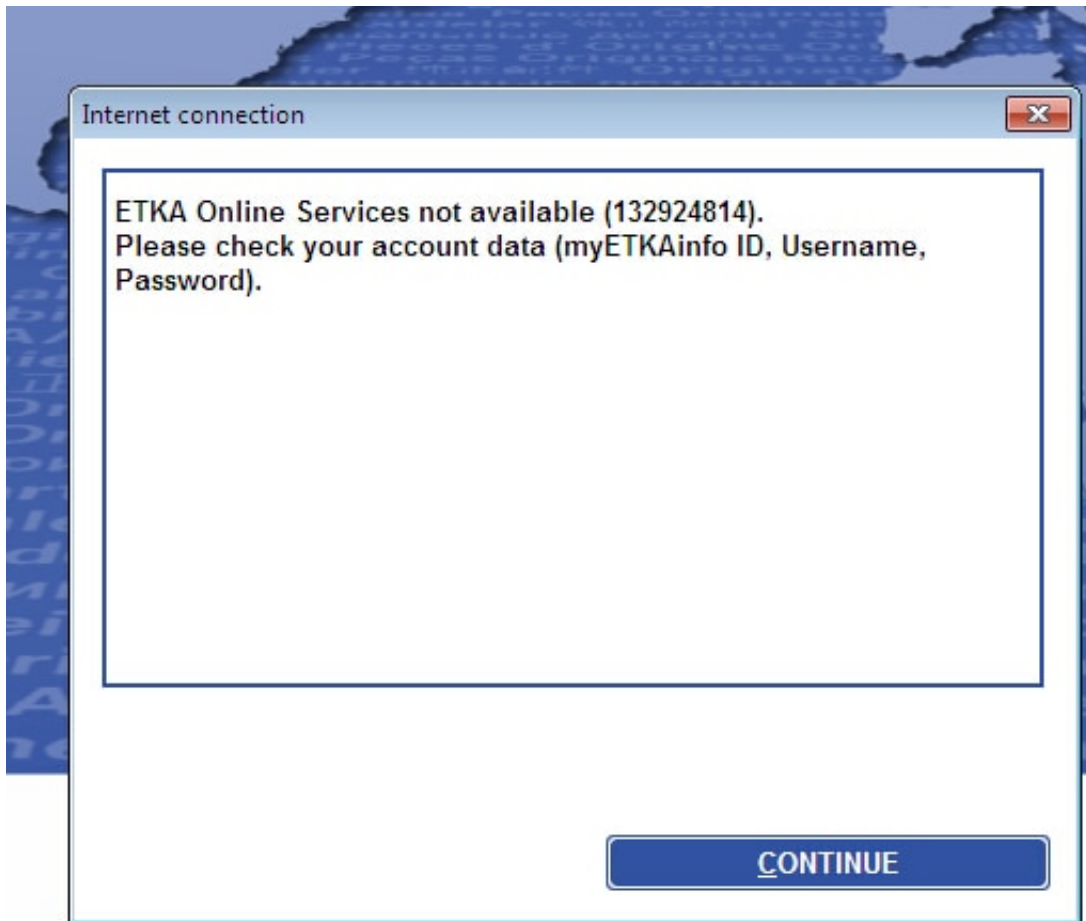 Internet connection
ETKA Online Services not available (132924814).
Please check your account data (myETKAinfo ID, Username,
Password).
CONTINUE